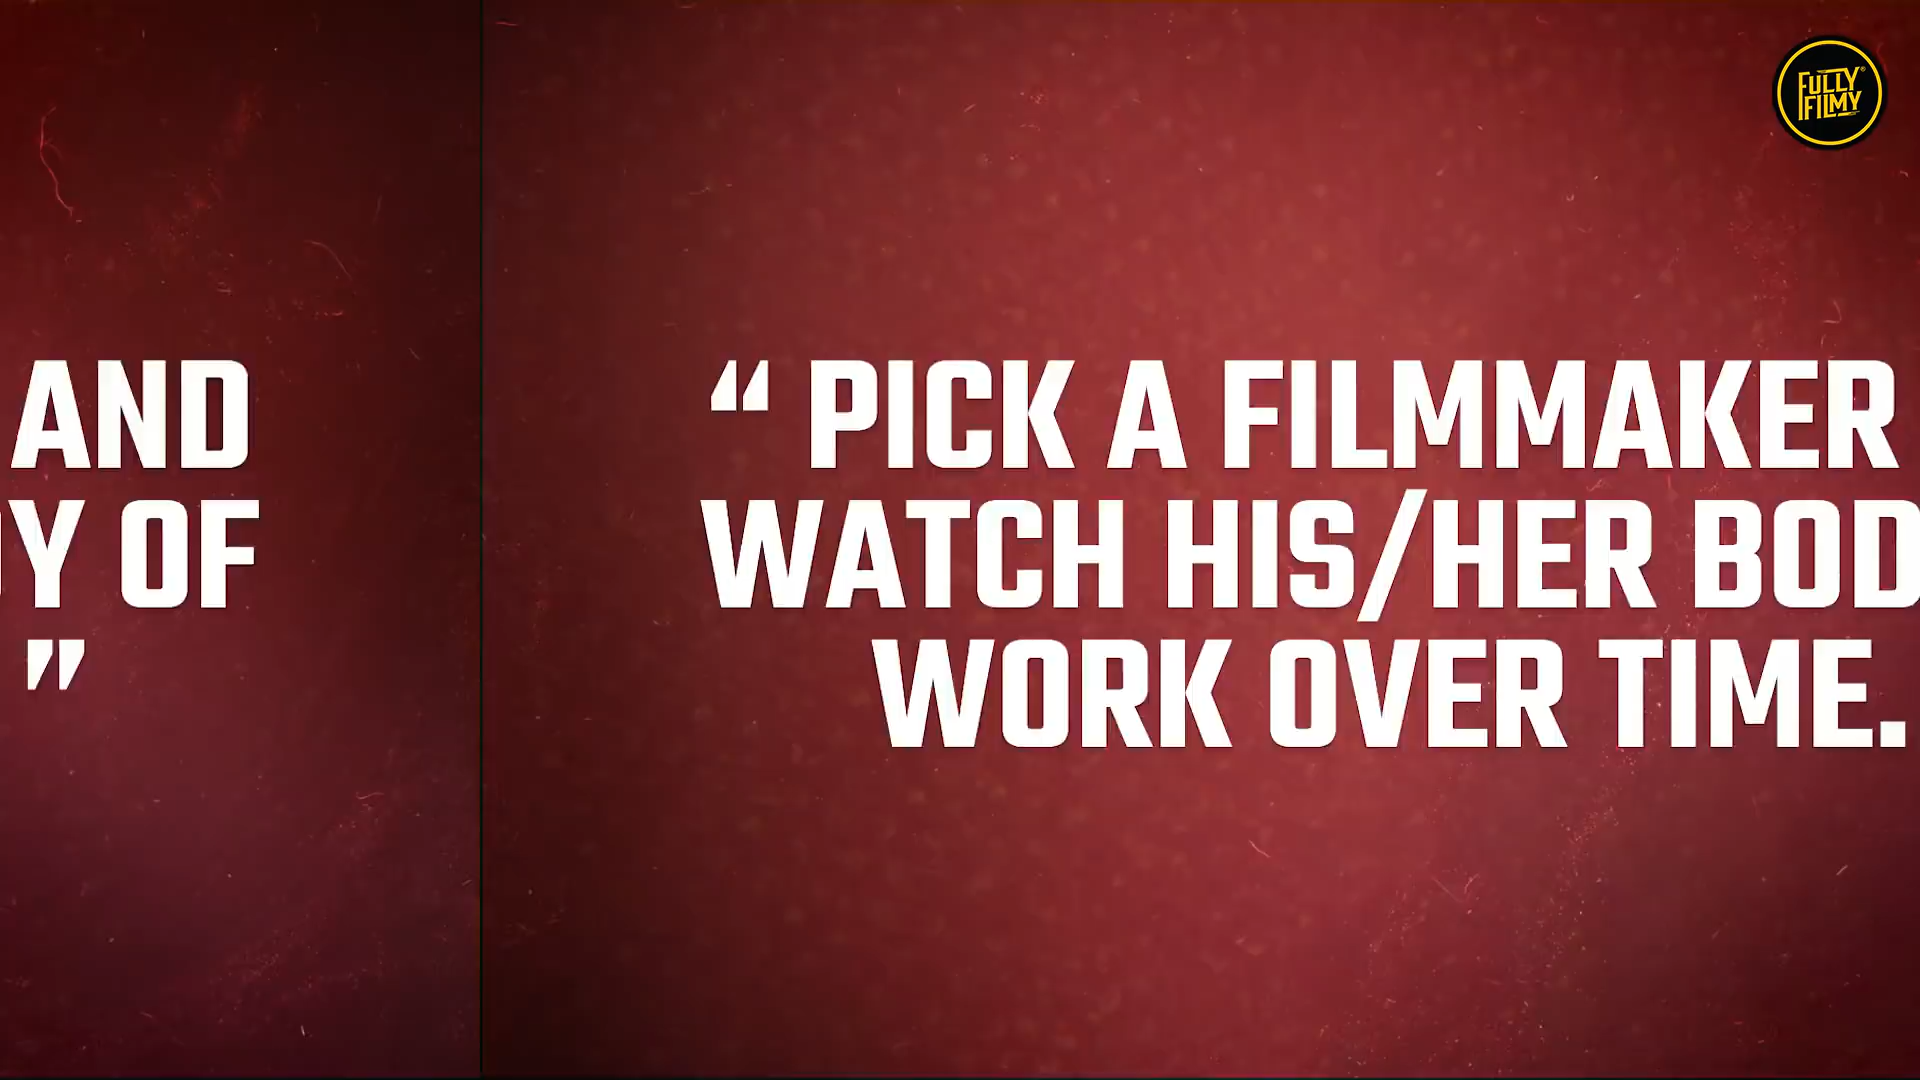 FULLY
FILMY
AND
Y OF
”
“ PICK A FILMMAKER
WATCH HIS/HER BOD
WORK OVER TIME.